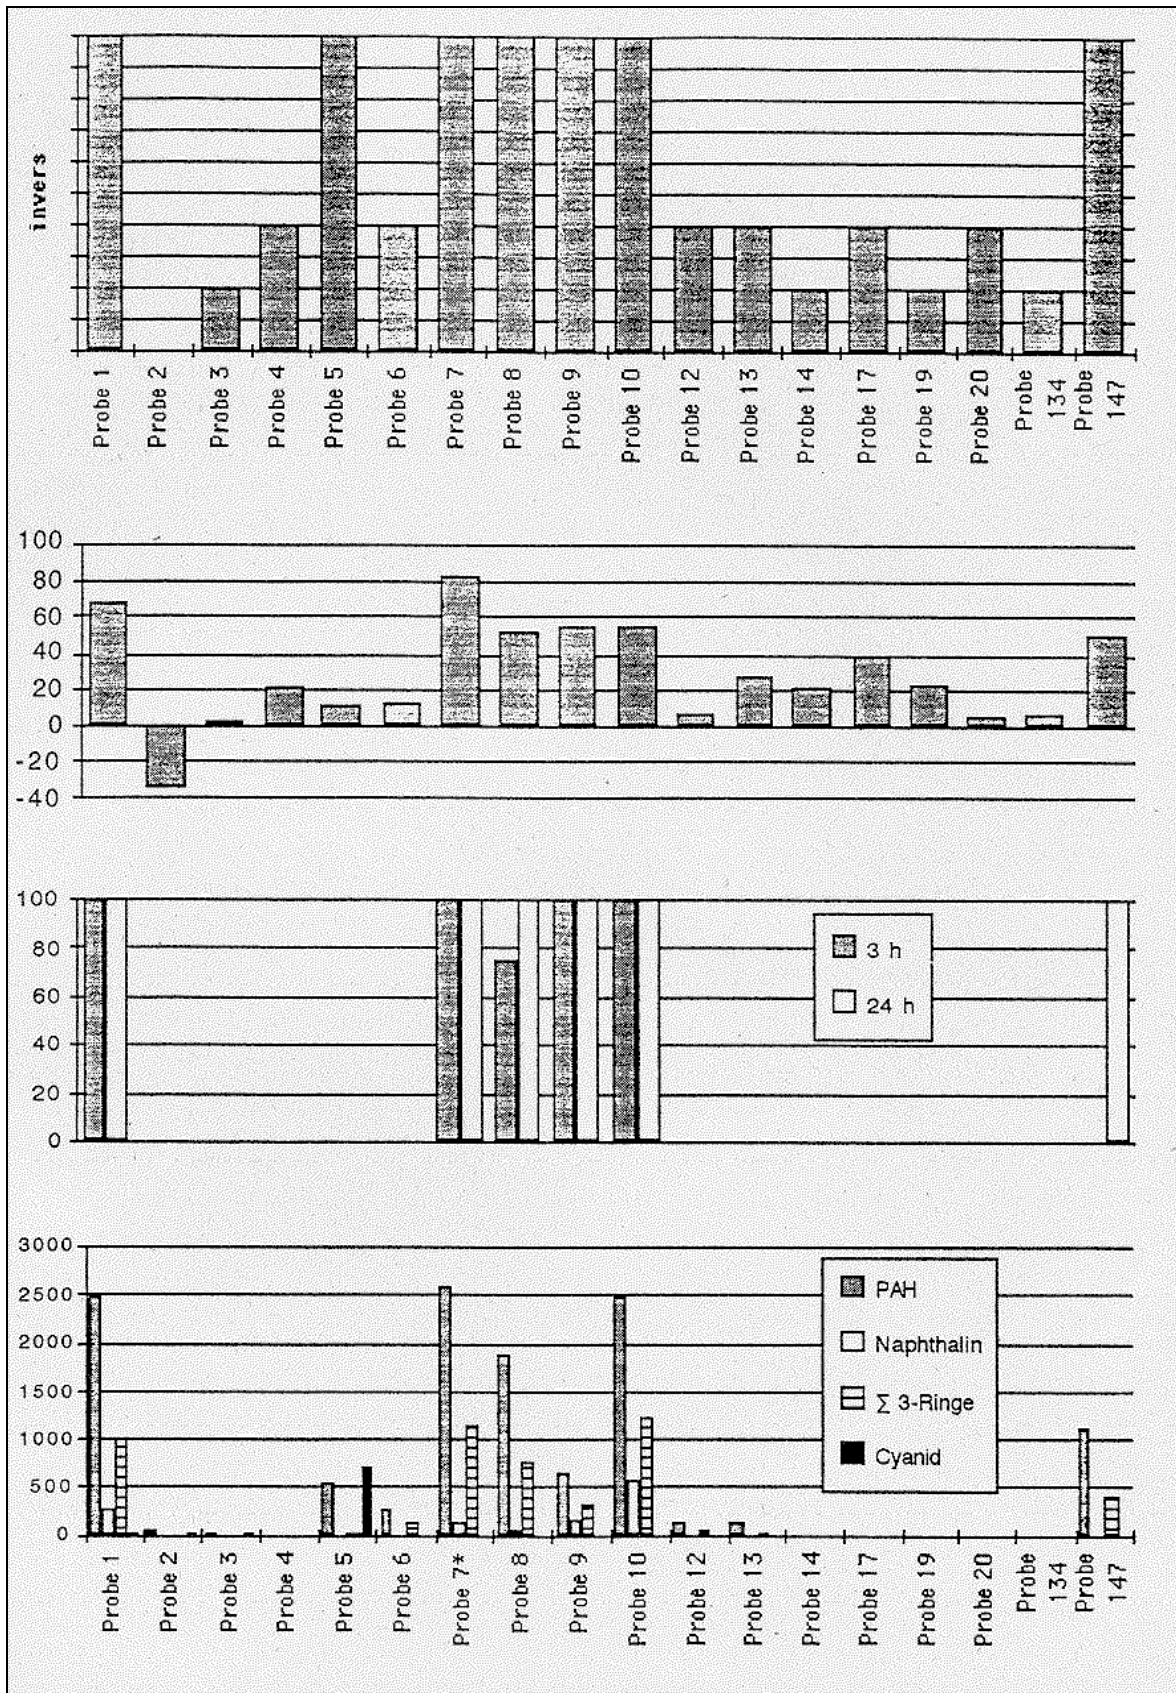 invers
Probe 1
Probe 2
Probe 3
Probe 4
Probe 5
Probe 6
Probe 7
Probe 8
Probe 9
Probe 10
Probe 12
Probe 13
Probe 14
Probe 17
Probe 19
Probe 20
Probe
134
Probe
147
100
80
60
40
20
0
-20
-40
100
80
60
40
20
0
3 h
24 h
3000
2500
2000
1500
1000
500
0
PAH
Naphthalin
∑ 3-Ringe
Cyanid
Probe 1
Probe 2
Probe 3
Probe 4
Probe 5
Probe 6
Probe 7*
Probe 8
Probe 9
Probe 10
Probe 12
Probe 13
Probe 14
Probe 17
Probe 19
Probe 20
Probe
134
Probe
147